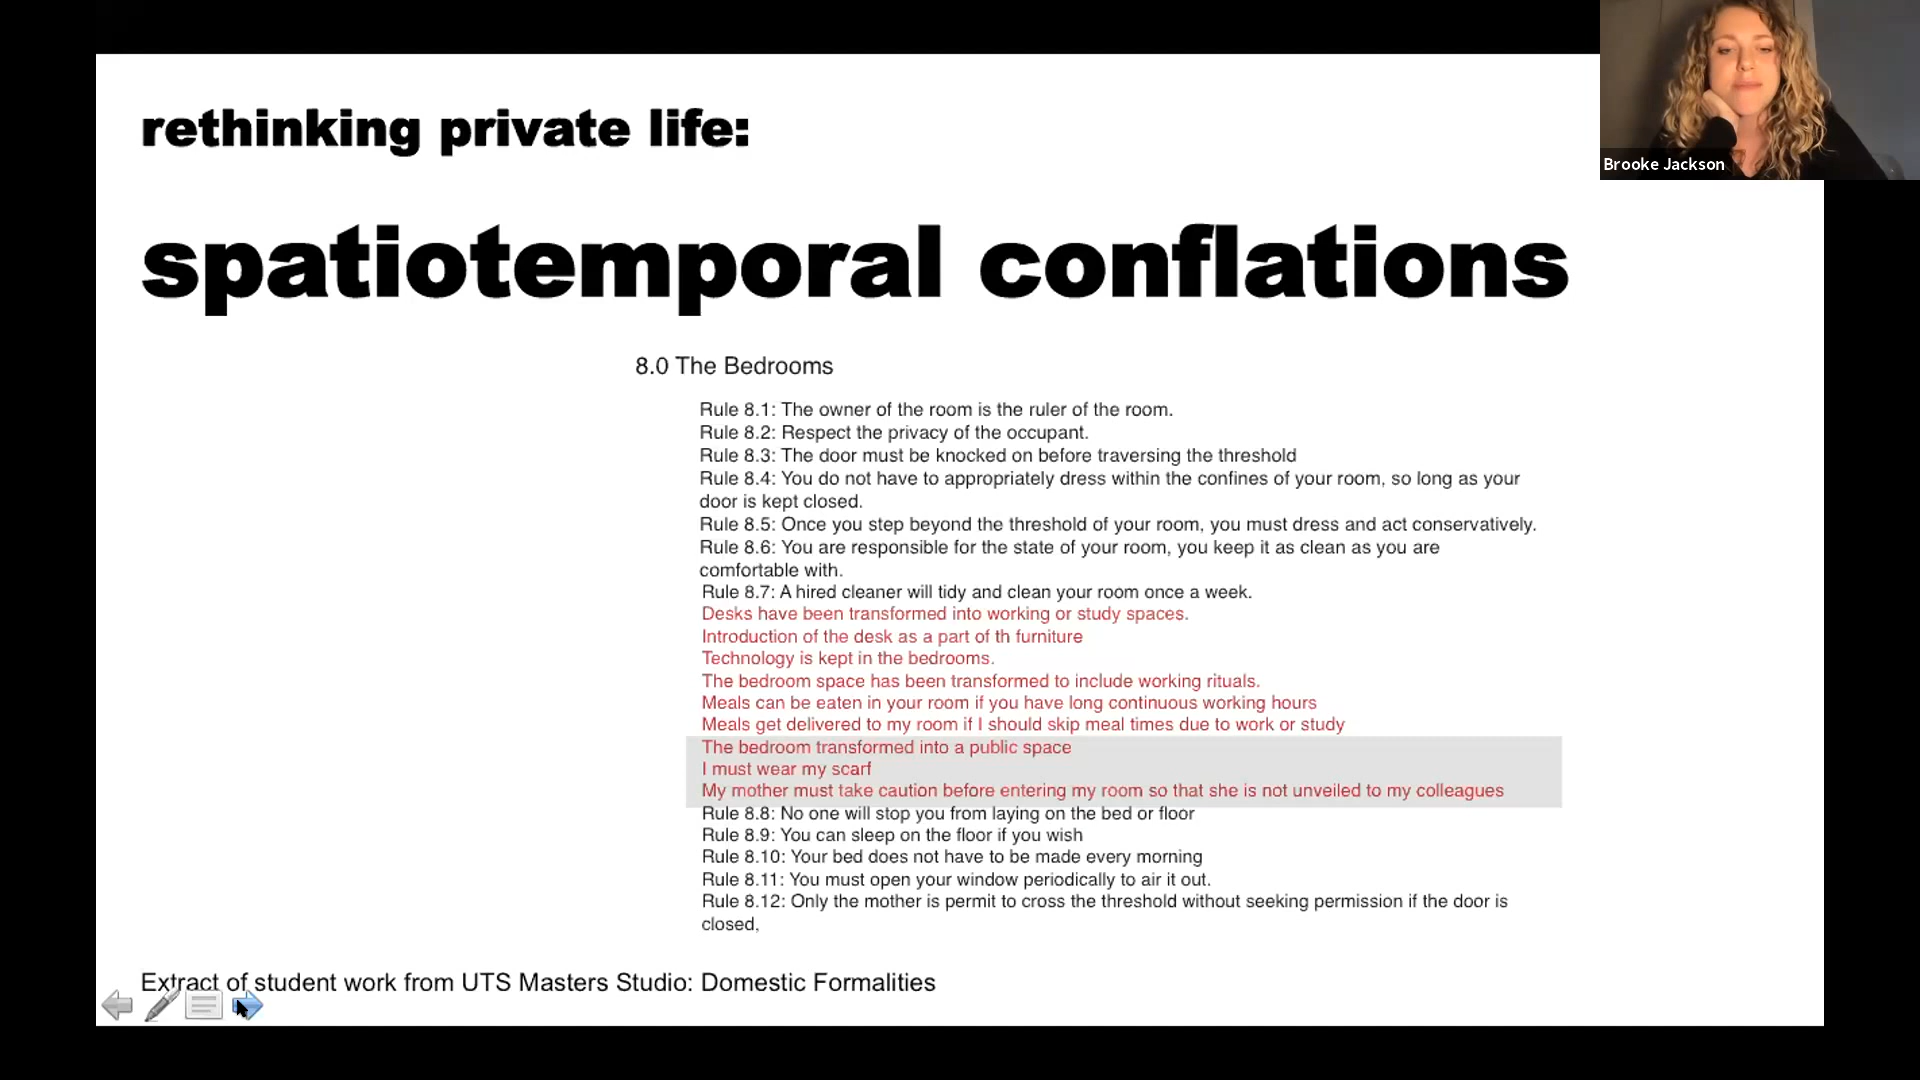 rethinking private life:
Brooke Jackson
spatiotemporal conflations
8.0 The Bedrooms
Rule 8.1: The owner of the room is the ruler of the room.
Rule 8.2: Respect the privacy of the occupant.
Rule 8.3: The door must be knocked on before traversing the threshold
Rule 8.4: You do not have to appropriately dress within the confines of your room, so long as your
door is kept closed.
Rule 8.5: Once you step beyond the threshold of your room, you must dress and act conservatively.
Rule 8.6: You are responsible for the state of your room, you keep it as clean as you are
comfortable with.
Rule 8.7: A hired cleaner will tidy and clean your room once a week.
Desks have been transformed into working or study spaces.
Introduction of the desk as a part of th furniture
Technology is kept in the bedrooms.
The bedroom space has been transformed to include working rituals.
Meals can be eaten in your room if you have long continuous working hours
Meals get delivered to my room if I should skip meal times due to work or study
The bedroom transformed into a public space
I must wear my scarf
My mother must take caution before entering my room so that she is not unveiled to my colleagues
Rule 8.8: No one will stop you from laying on the bed or floor
Rule 8.9: You can sleep on the floor if you wish
Rule 8.10: Your bed does not have to be made every morning
Rule 8.11: You must open your window periodically to air it out.
Rule 8.12: Only the mother is permit to cross the threshold without seeking permission if the door is
closed,
Extract of student work from UTS Masters Studio: Domestic Formalities